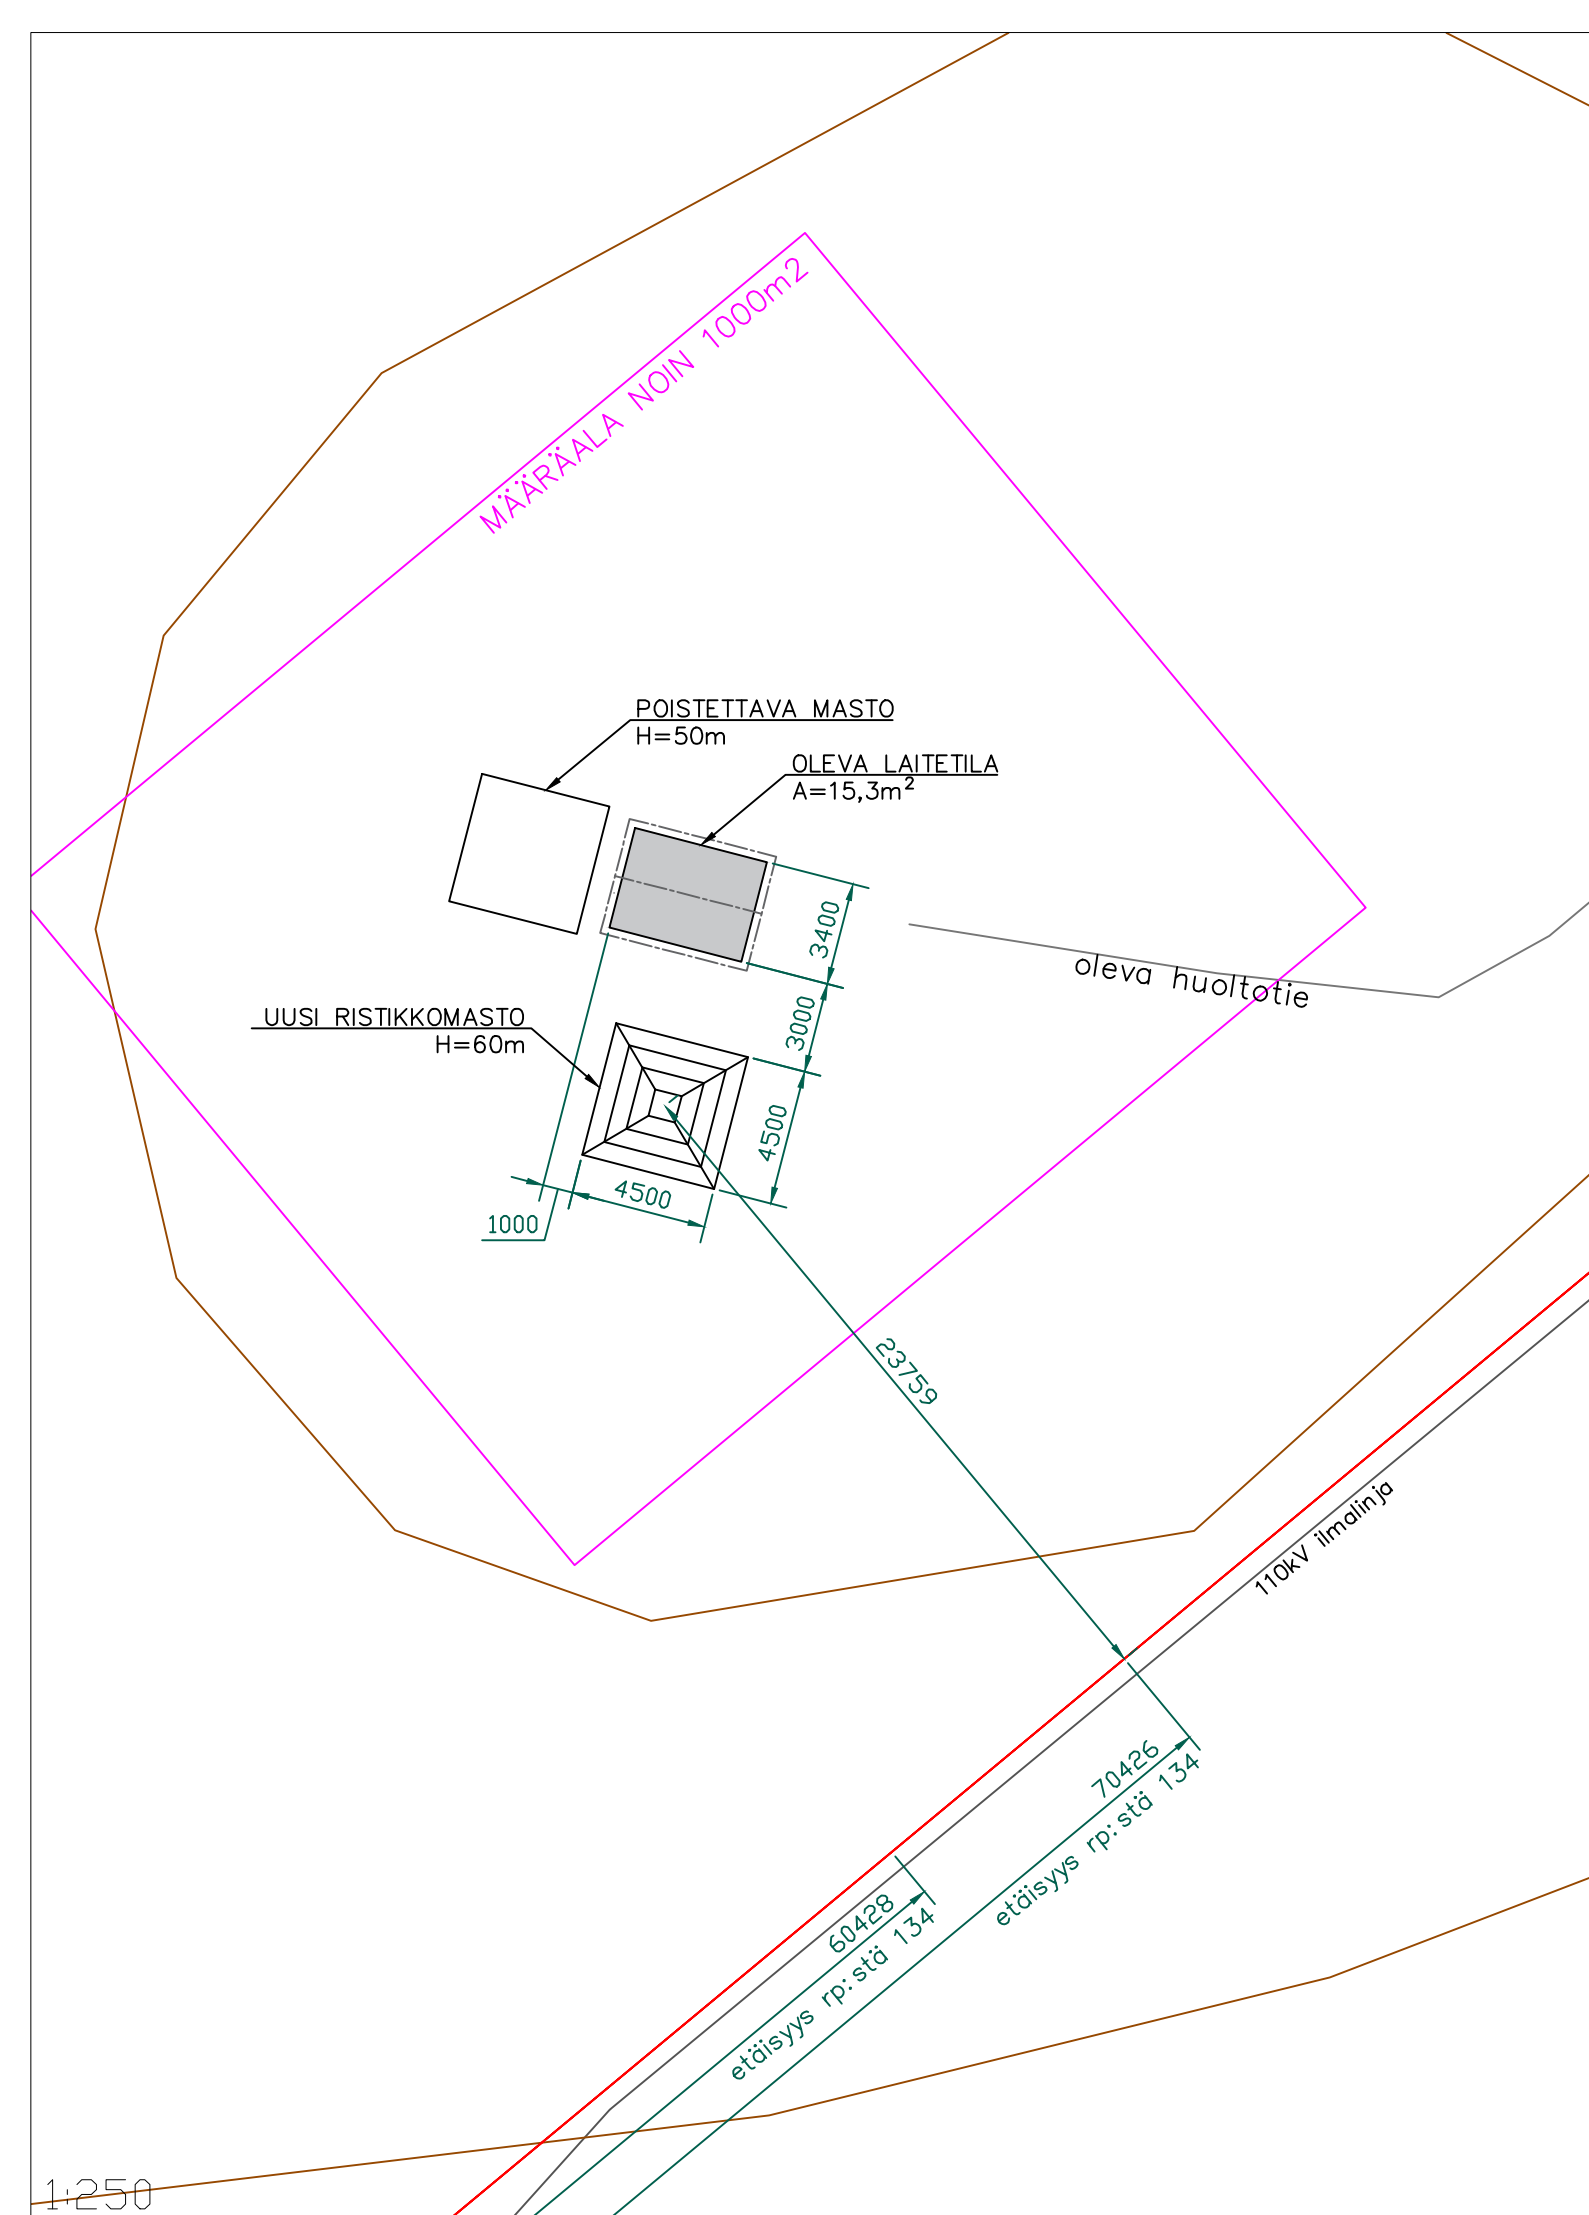 MÄÄRÄALA NOIN 1000m2
POISTETTAVA MASTO
H=50m
OLEVA LAITETILA
A=15,3m²
3400
oleva huoltotie
3000
UUSI RISTIKKOMASTO
H=60m
4500
4500
1000
23759
110kV ilmalinja
70426
etäisyys rp:stä 134
60428
etäisyys rp:stä 134
1:250